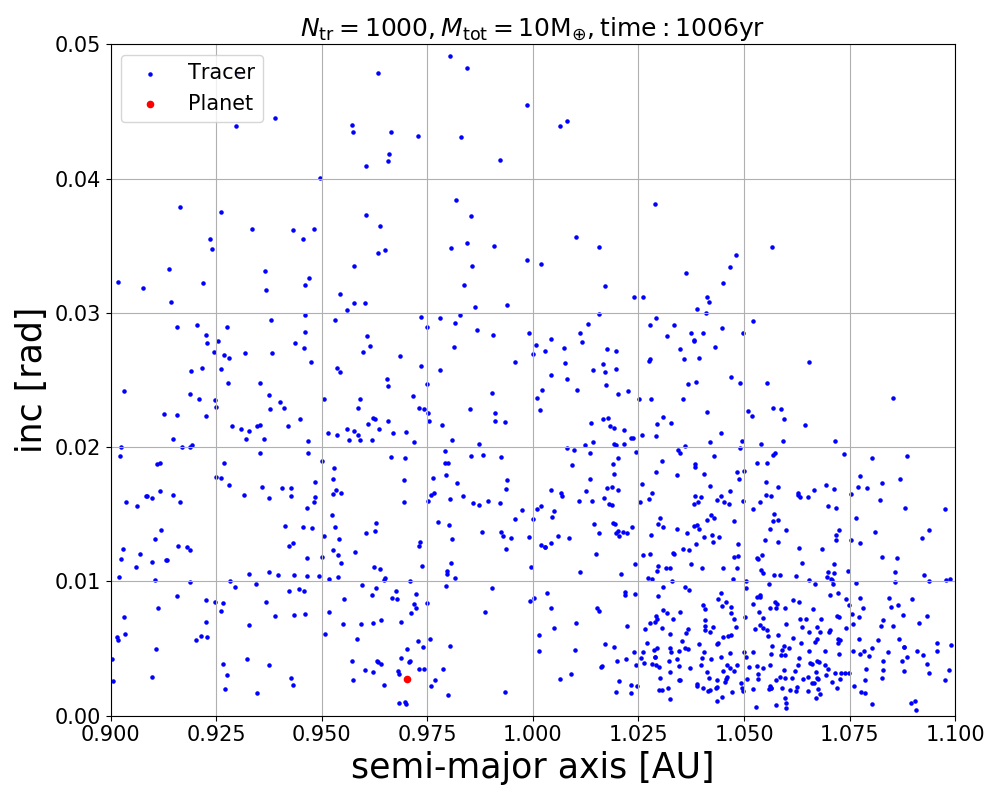 N_tr = 1000, M_tot = 10M_⊕, time : 1006yr
Tracer
Planet
0.05
0.04
0.03
0.02
0.01
0.00
inc [rad]
0.900 0.925 0.950 0.975 1.000 1.025 1.050 1.075 1.100
semi-major axis [AU]